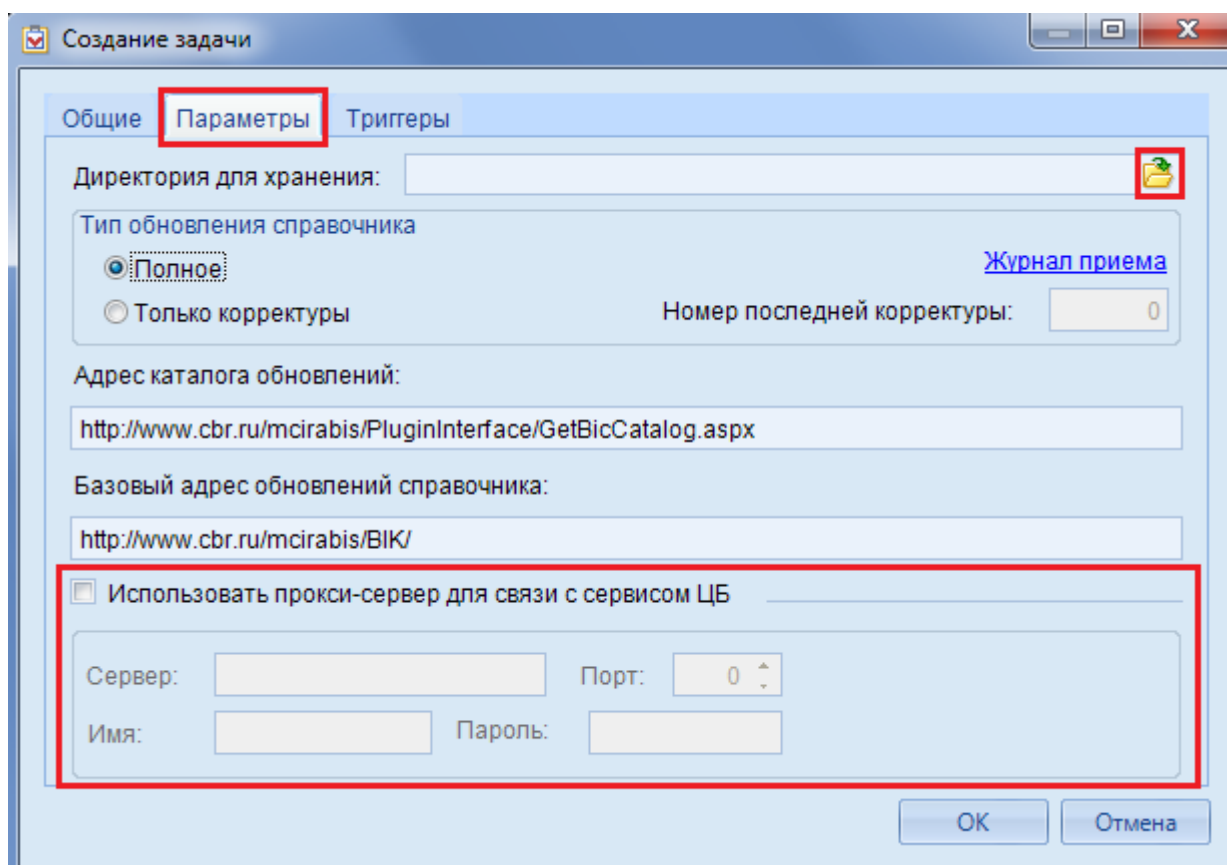 Создание задачи
Общие Параметры Триггеры
Директория для хранения:
Тип обновления справочника
Полное
Журнал приема
Только корректуры Номер последней корректуры: 0
Адрес каталога обновлений:
http://www.cbr.ru/mcirabis/PluginInterface/GetBicCatalog.aspx
Базовый адрес обновлений справочника:
http://www.cbr.ru/mcirabis/BIK/
Использовать прокси-сервер для связи с сервисом ЦБ
Сервер: Порт: 0
Имя: Пароль:
OK Отмена